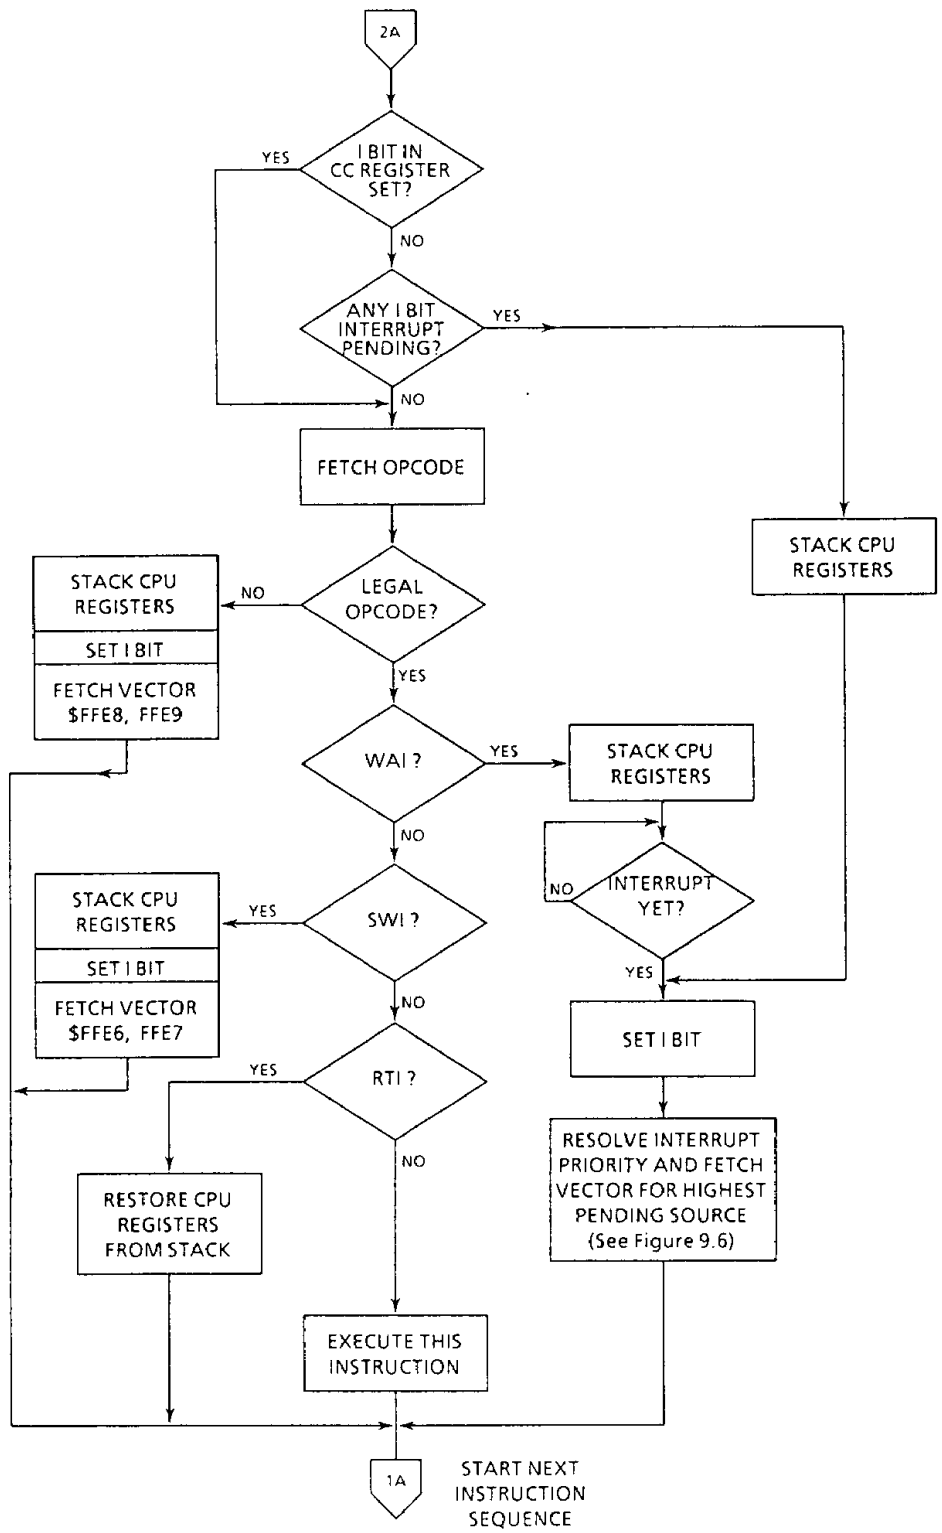 2A
I BIT IN
CC REGISTER
SET?
YES
NO
ANY I BIT
INTERRUPT
PENDING?
YES
NO
FETCH OPCODE
STACK CPU
REGISTERS
LEGAL
OPCODE?
NO
STACK CPU
REGISTERS
SET I BIT
FETCH VECTOR
$FFE8, FFE9
YES
WAI ?
YES
STACK CPU
REGISTERS
NO
INTERRUPT
YET?
NO
YES
SWI ?
YES
STACK CPU
REGISTERS
SET I BIT
FETCH VECTOR
$FFE6, FFE7
NO
SET I BIT
RTI ?
YES
NO
RESOLVE INTERRUPT
PRIORITY AND FETCH
VECTOR FOR HIGHEST
PENDING SOURCE
(See Figure 9.6)
RESTORE CPU
REGISTERS
FROM STACK
EXECUTE THIS
INSTRUCTION
1A
START NEXT
INSTRUCTION
SEQUENCE